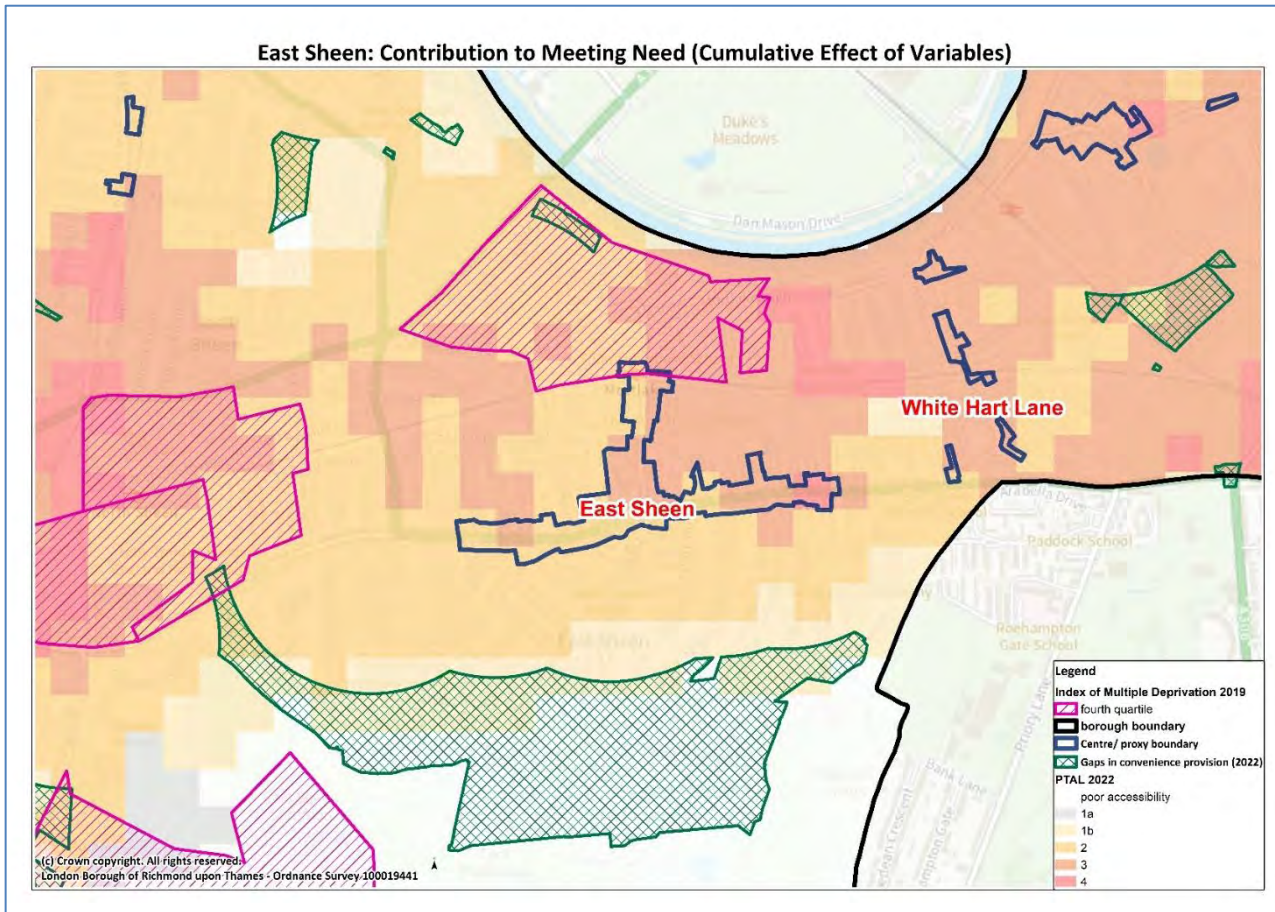 East Sheen: Contribution to Meeting Need (Cumulative Effect of Variables)
Duke's
Meadows
Dan Mason Drive
White Hart Lane
East Sheen
Arabella Drive
Paddock School
Roehampton
Gate School
Priory Lane
Bank Lane
Legend
Index of Multiple Deprivation 2019
fourth quartile
borough boundary
Centre/ proxy boundary
Gaps in convenience provision (2022)
PTAL 2022
poor accessibility
1a
1b
2
3
4
(c) Crown copyright. All rights reserved.
London Borough of Richmond upon Thames - Ordnance Survey 100019441